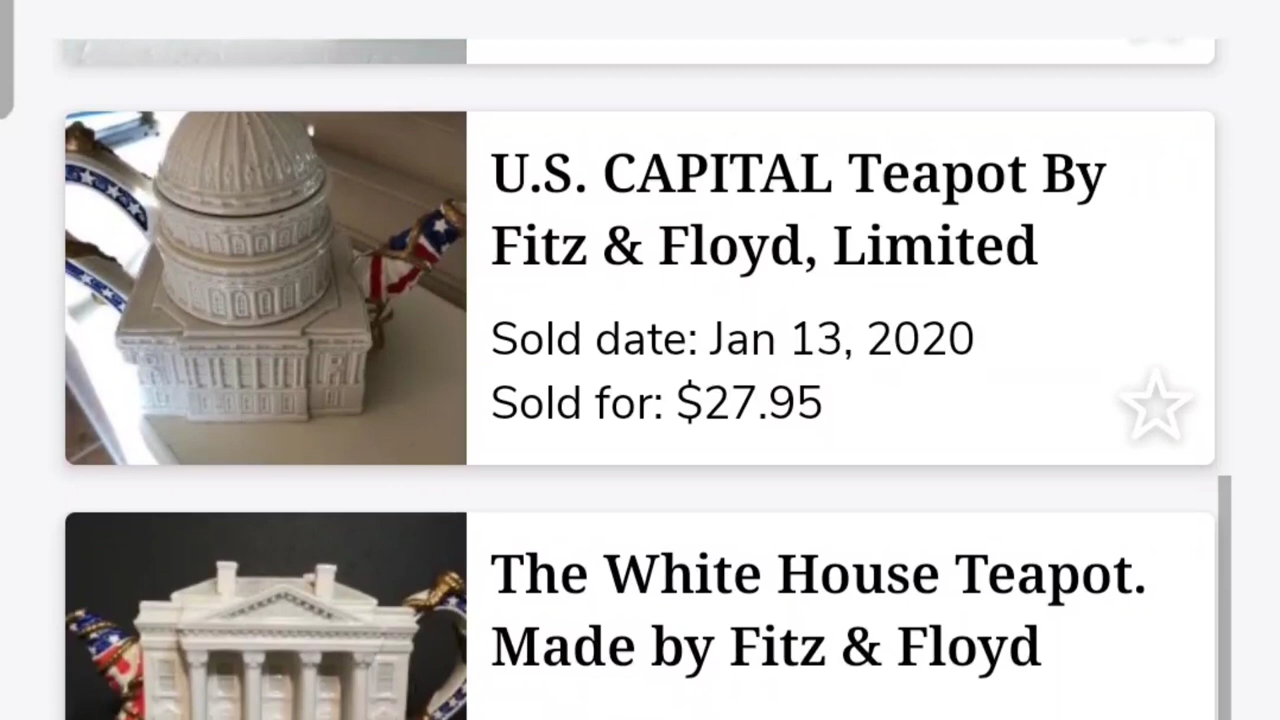 U.S. CAPITAL Teapot By
Fitz & Floyd, Limited
Sold date: Jan 13, 2020
Sold for: $27.95
The White House Teapot.
Made by Fitz & Floyd